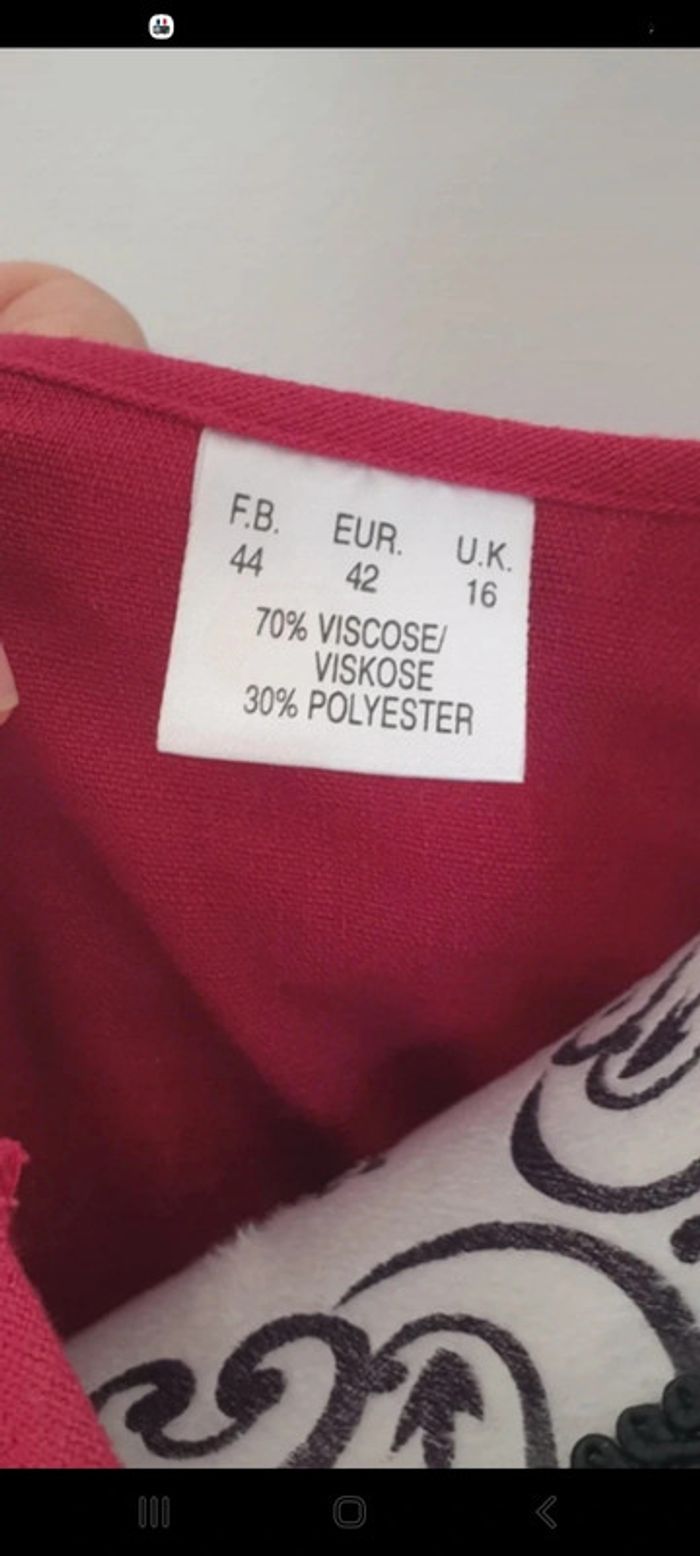 F.B. EUR. U.K.
44 42 16
70% VISCOSE/
VISKOSE
30% POLYESTER